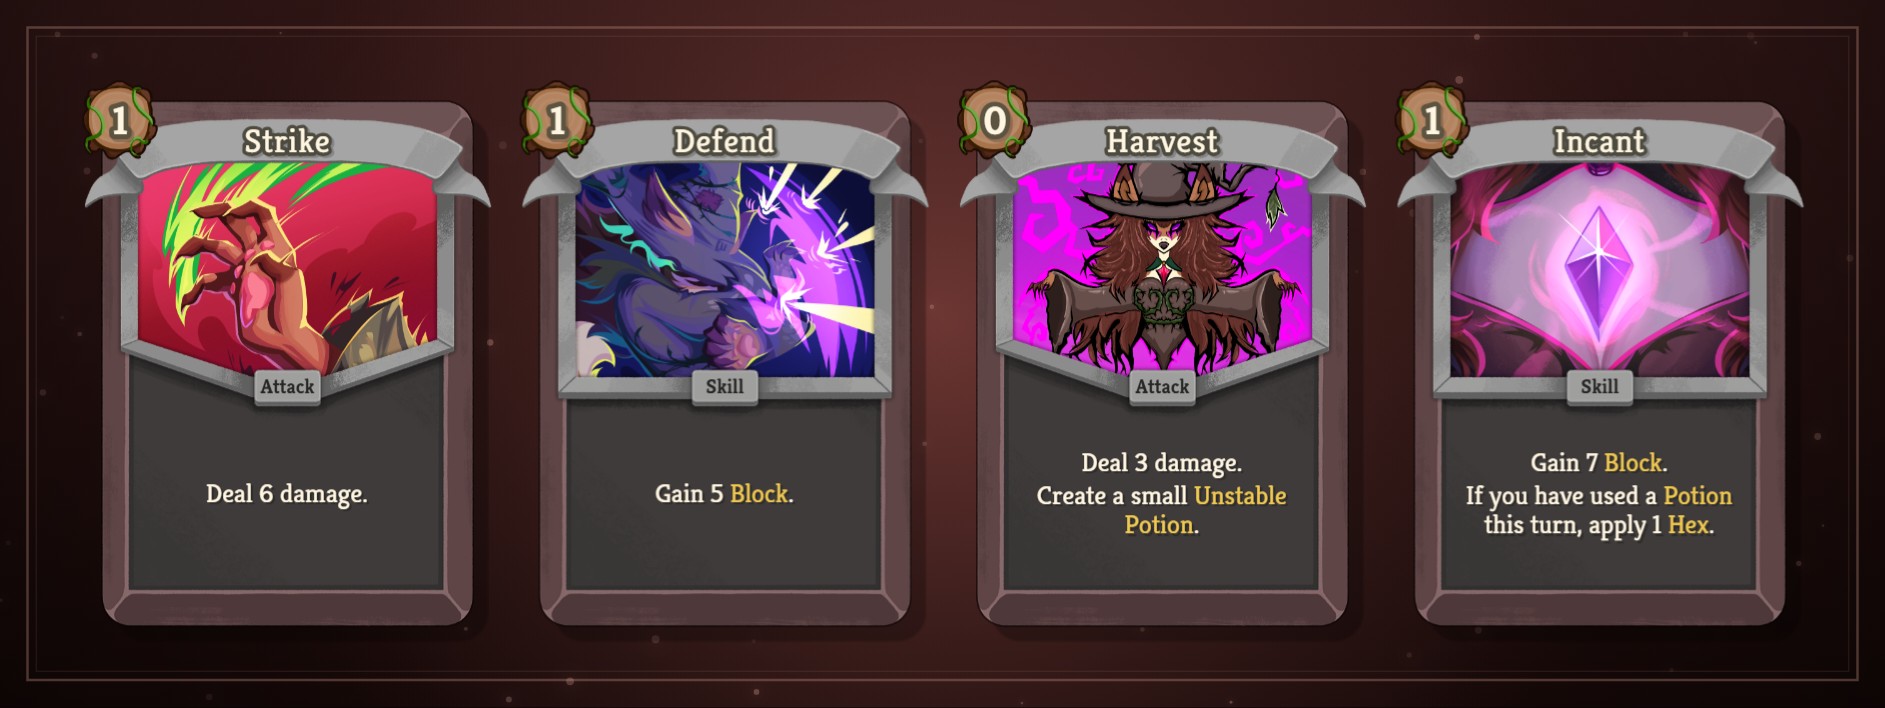 1
Strike
Attack
Deal 6 damage.
1
Defend
Skill
Gain 5 Block.
0
Harvest
Attack
Deal 3 damage.
Create a small Unstable
Potion.
1
Incant
Skill
Gain 7 Block.
If you have used a Potion
this turn, apply 1 Hex.